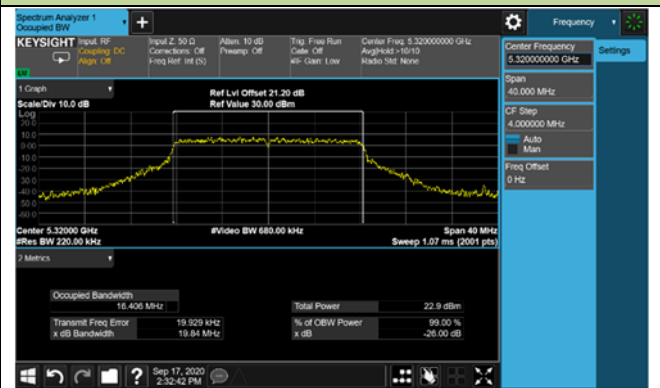 Spectrum Analyzer 1
Occupied BW
Frequency
KEYSIGHT
Input: RF
Coupling: DC
Align: Off
Input Z: 50 Ω
Corrections: Off
Freq Ref: Int (S)
Atten: 10 dB
Preamp: Off
Trig: Free Run
Gate: Off
#IF Gain: Low
Center Freq: 5.320000000 GHz
Avg|Hold:>10/10
Radio Std: None
LM
Center Frequency
5.320000000 GHz
Settings
Span
40.000 MHz
CF Step
4.000000 MHz
Auto
Man
Freq Offset
0 Hz
1 Graph
Scale/Div 10.0 dB
Ref Lvl Offset 21.20 dB
Ref Value 30.00 dBm
Log
20.0
10.0
0.00
-10.0
-20.0
-30.0
-40.0
-50.0
-60.0
Center 5.32000 GHz
#Video BW 680.00 kHz
Span 40 MHz
#Res BW 220.00 kHz
Sweep 1.07 ms (2001 pts)
2 Metrics
Occupied Bandwidth
16.406 MHz
Total Power
22.9 dBm
Transmit Freq Error
19.929 kHz
% of OBW Power
99.00 %
x dB Bandwidth
19.84 MHz
x dB
-26.00 dB
?
Sep 17, 2020
2:32:42 PM